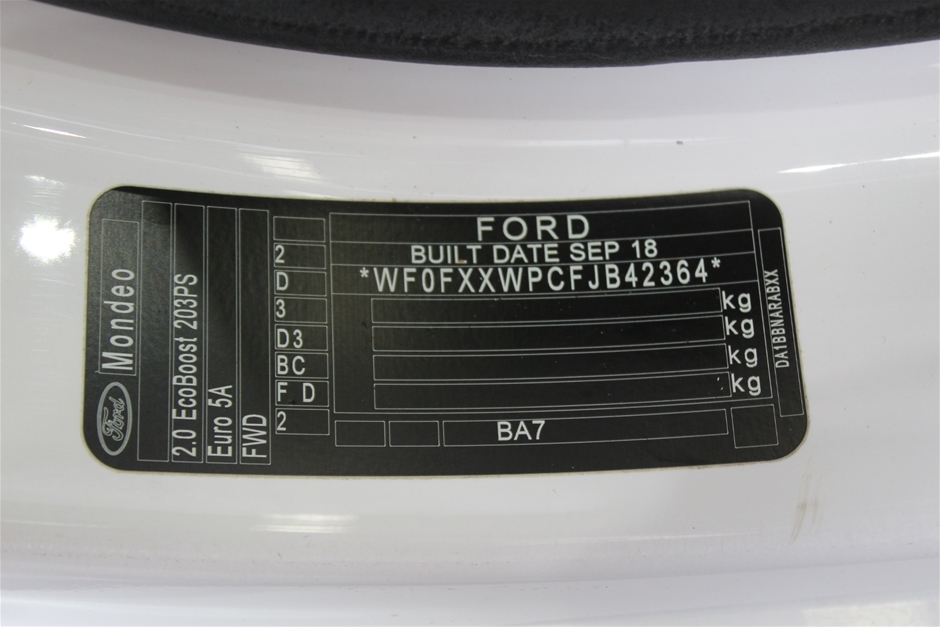 FORD
BUILT DATE SEP 18
*WF0FXXWPCFJB42364*
kg
kg
kg
kg
BA7
2
D
3
D3
BC
F D
2
Mondeo
Ford
2.0 EcoBoost 203PS
Euro 5A
FWD
DA1BBNARABXX